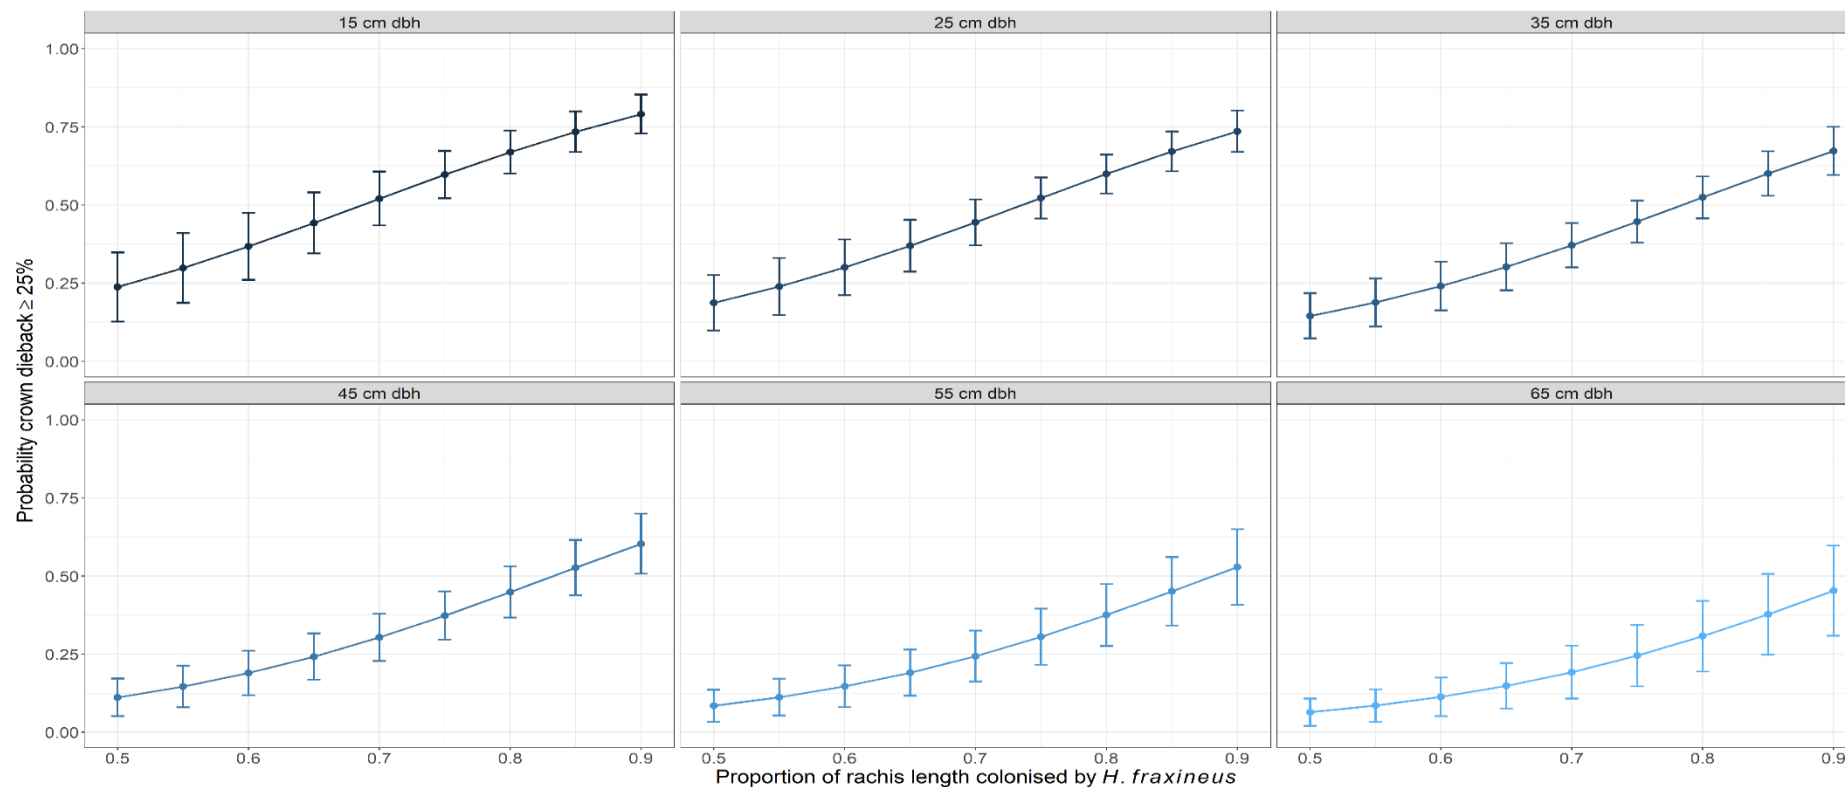 15 cm dbh 25 cm dbh 35 cm dbh
1.00
0.75
0.50
0.25
0.00
45 cm dbh 55 cm dbh 65 cm dbh
1.00
0.75
0.50
0.25
0.00
0.5 0.6 0.7 0.8 0.9 0.5 0.6 0.7 0.8 0.9 0.5 0.6 0.7 0.8 0.9
Proportion of rachis length colonised by H. fraxineus
Probability crown dieback ≥ 25%